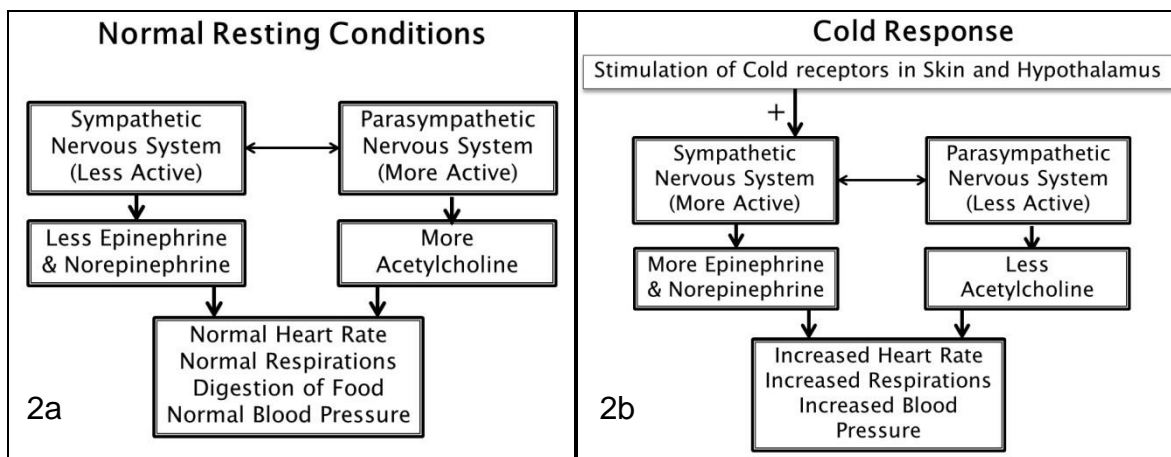 Normal Resting Conditions
Sympathetic
Nervous System
(Less Active)
Parasympathetic
Nervous System
(More Active)
Less Epinephrine
& Norepinephrine
More
Acetylcholine
Normal Heart Rate
Normal Respirations
Digestion of Food
Normal Blood Pressure
2a
Cold Response
Stimulation of Cold receptors in Skin and Hypothalamus
+
Sympathetic
Nervous System
(More Active)
Parasympathetic
Nervous System
(Less Active)
More Epinephrine
& Norepinephrine
Less
Acetylcholine
Increased Heart Rate
Increased Respirations
Increased Blood
Pressure
2b